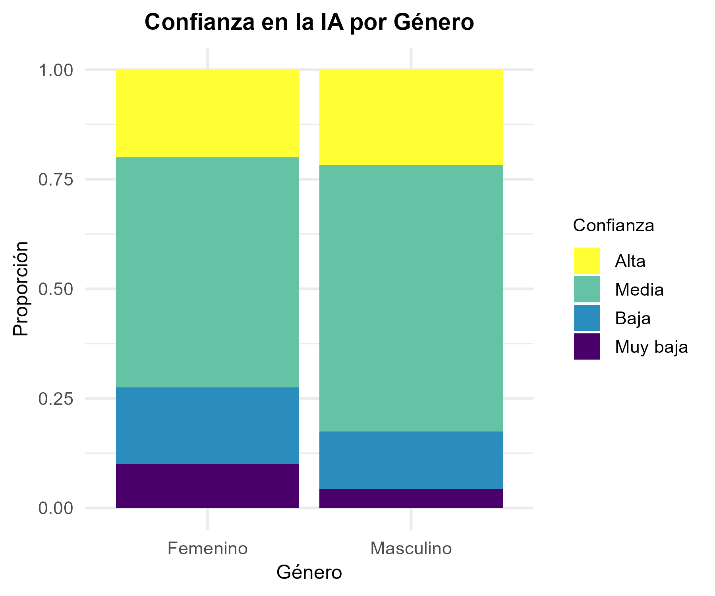 Confianza en la IA por Género
Proporción
1.00
0.75
0.50
0.25
0.00
Femenino
Masculino
Género
Confianza
Alta
Media
Baja
Muy baja